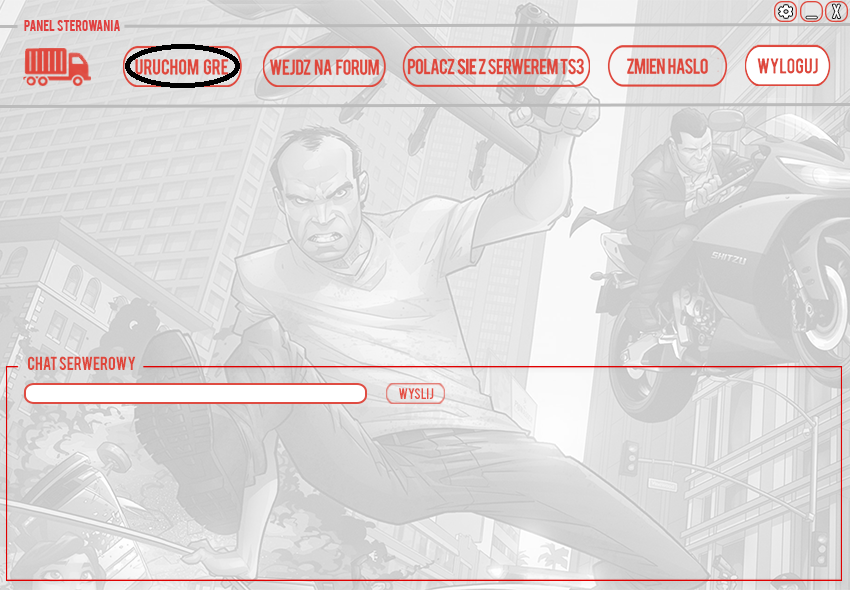 X
PANEL STEROWANIA
URUCHOM GRE
WEJDZ NA FORUM
POLACZ SIE Z SERWEREM TS3
ZMIEN HASLO
WYLOGUJ
SHITZU
CHAT SERWEROWY
WYSLIJ